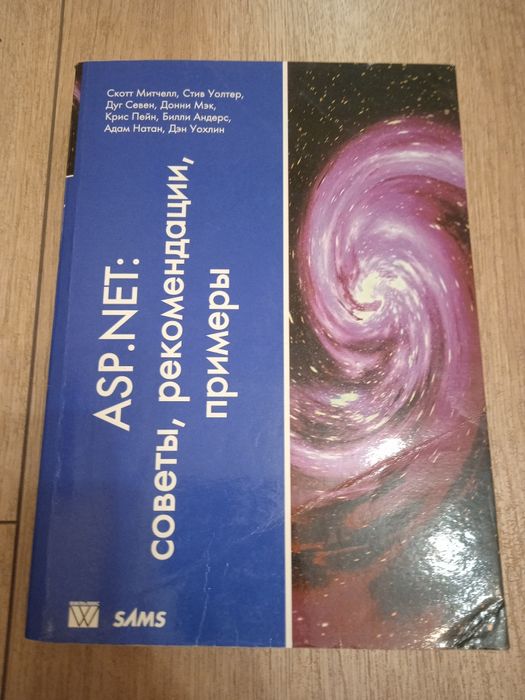 Скотт Митчелл, Стив Уолтер,
Дуг Севен, Донни Мэк,
Крис Пейн, Билли Андерс,
Адам Натан, Дэн Уохлин
ASP.NET:
советы, рекомендации,
примеры
W
SAMS